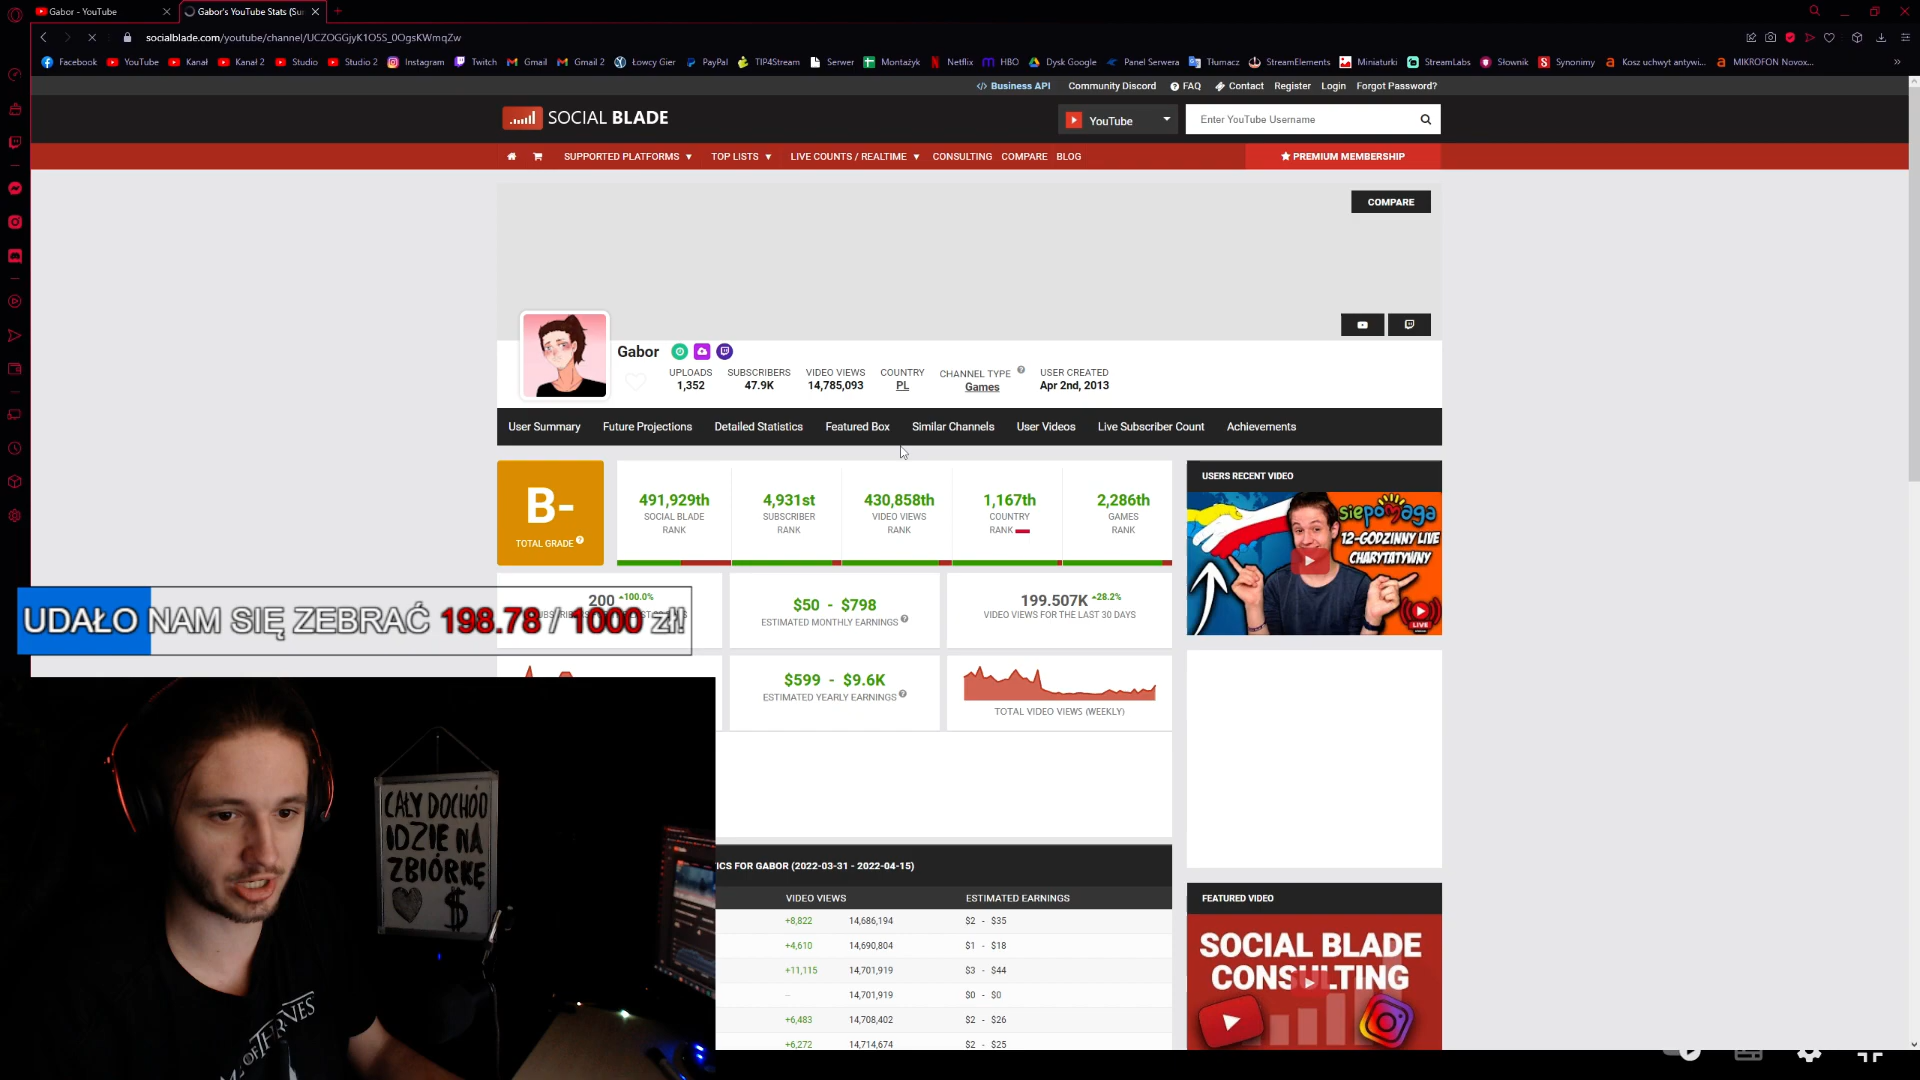 Gabor - YouTube
Gabor's YouTube Stats (Su
socialblade.com/youtube/channel/UCZOGGjyK1O5S_0OgsKWmqZw
Facebook YouTube Kanał Kanał 2 Studio Studio 2 Instagram Twitch Gmail Gmail 2 Łowcy Gier PayPal TIP4Stream Serwer Montażyk Netflix HBO Dysk Google Panel Serwera Tłumacz StreamElements Miniaturki StreamLabs Słownik Synonimy Kosz uchwyt antywi... MIKROFON Novox...
</> Business API Community Discord FAQ Contact Register Login Forgot Password?
SOCIAL BLADE
YouTube
Enter YouTube Username
SUPPORTED PLATFORMS TOP LISTS LIVE COUNTS / REALTIME CONSULTING COMPARE BLOG
PREMIUM MEMBERSHIP
COMPARE
Gabor
UPLOADS SUBSCRIBERS VIDEO VIEWS COUNTRY CHANNEL TYPE USER CREATED
1,352 47.9K 14,785,093 PL Games Apr 2nd, 2013
User Summary Future Projections Detailed Statistics Featured Box Similar Channels User Videos Live Subscriber Count Achievements
B-
TOTAL GRADE
491,929th 4,931st 430,858th 1,167th 2,286th
SOCIAL BLADE SUBSCRIBER VIDEO VIEWS COUNTRY GAMES
RANK RANK RANK RANK RANK
USERS RECENT VIDEO
siepomaga
12-GODZINNY LIVE
CHARYTATYWNY
LIVE
200 +100.0%
$50 - $798
ESTIMATED MONTHLY EARNINGS
199.507K +28.2%
VIDEO VIEWS FOR THE LAST 30 DAYS
UDAŁO NAM SIĘ ZEBRAĆ 198.78 / 1000 zł!
$599 - $9.6K
ESTIMATED YEARLY EARNINGS
TOTAL VIDEO VIEWS (WEEKLY)
CAŁY DOCHÓD
IDZIE NA
ZBIÓRKĘ
$
ICS FOR GABOR (2022-03-31 - 2022-04-15)
VIDEO VIEWS ESTIMATED EARNINGS
+8,822 14,686,194 $2 - $35
+4,610 14,690,804 $1 - $18
+11,115 14,701,919 $3 - $44
-- 14,701,919 $0 - $0
+6,483 14,708,402 $2 - $26
+6,272 14,714,674 $2 - $25
FEATURED VIDEO
SOCIAL BLADE
CONSULTING